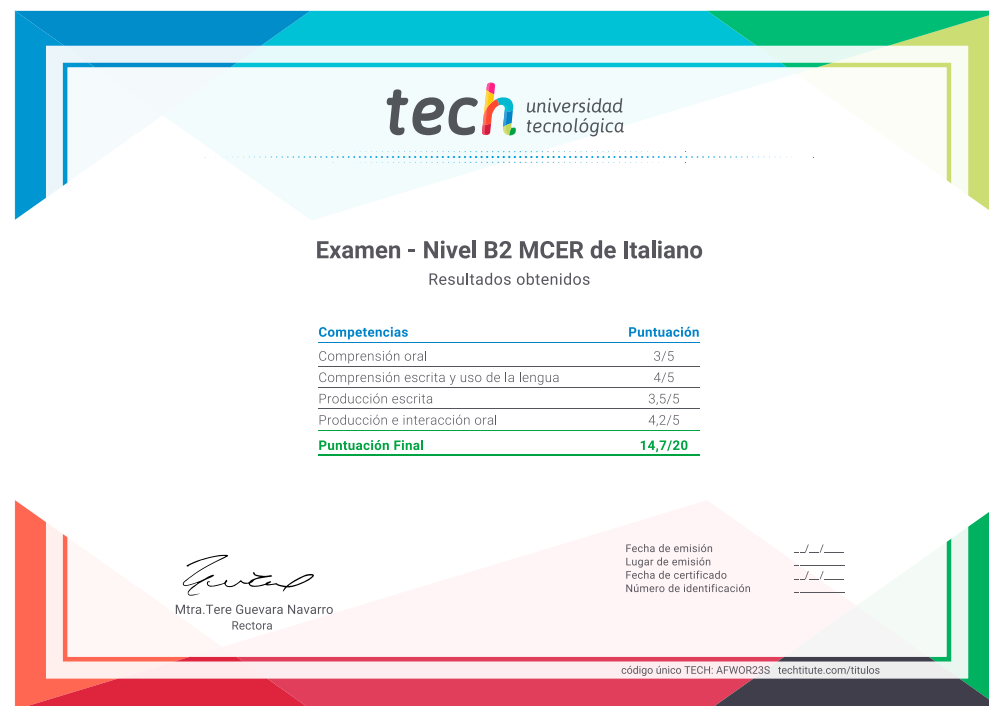 tech universidad
tecnológica
Examen - Nivel B2 MCER de Italiano
Resultados obtenidos
Competencias Puntuación
Comprensión oral 3/5
Comprensión escrita y uso de la lengua 4/5
Producción escrita 3,5/5
Producción e interacción oral 4,2/5
Puntuación Final 14,7/20
Fecha de emisión __/__/____
Lugar de emisión ________
Fecha de certificado __/__/____
Número de identificación ________
Mtra.Tere Guevara Navarro
Rectora
código único TECH: AFWOR23S techtitute.com/titulos